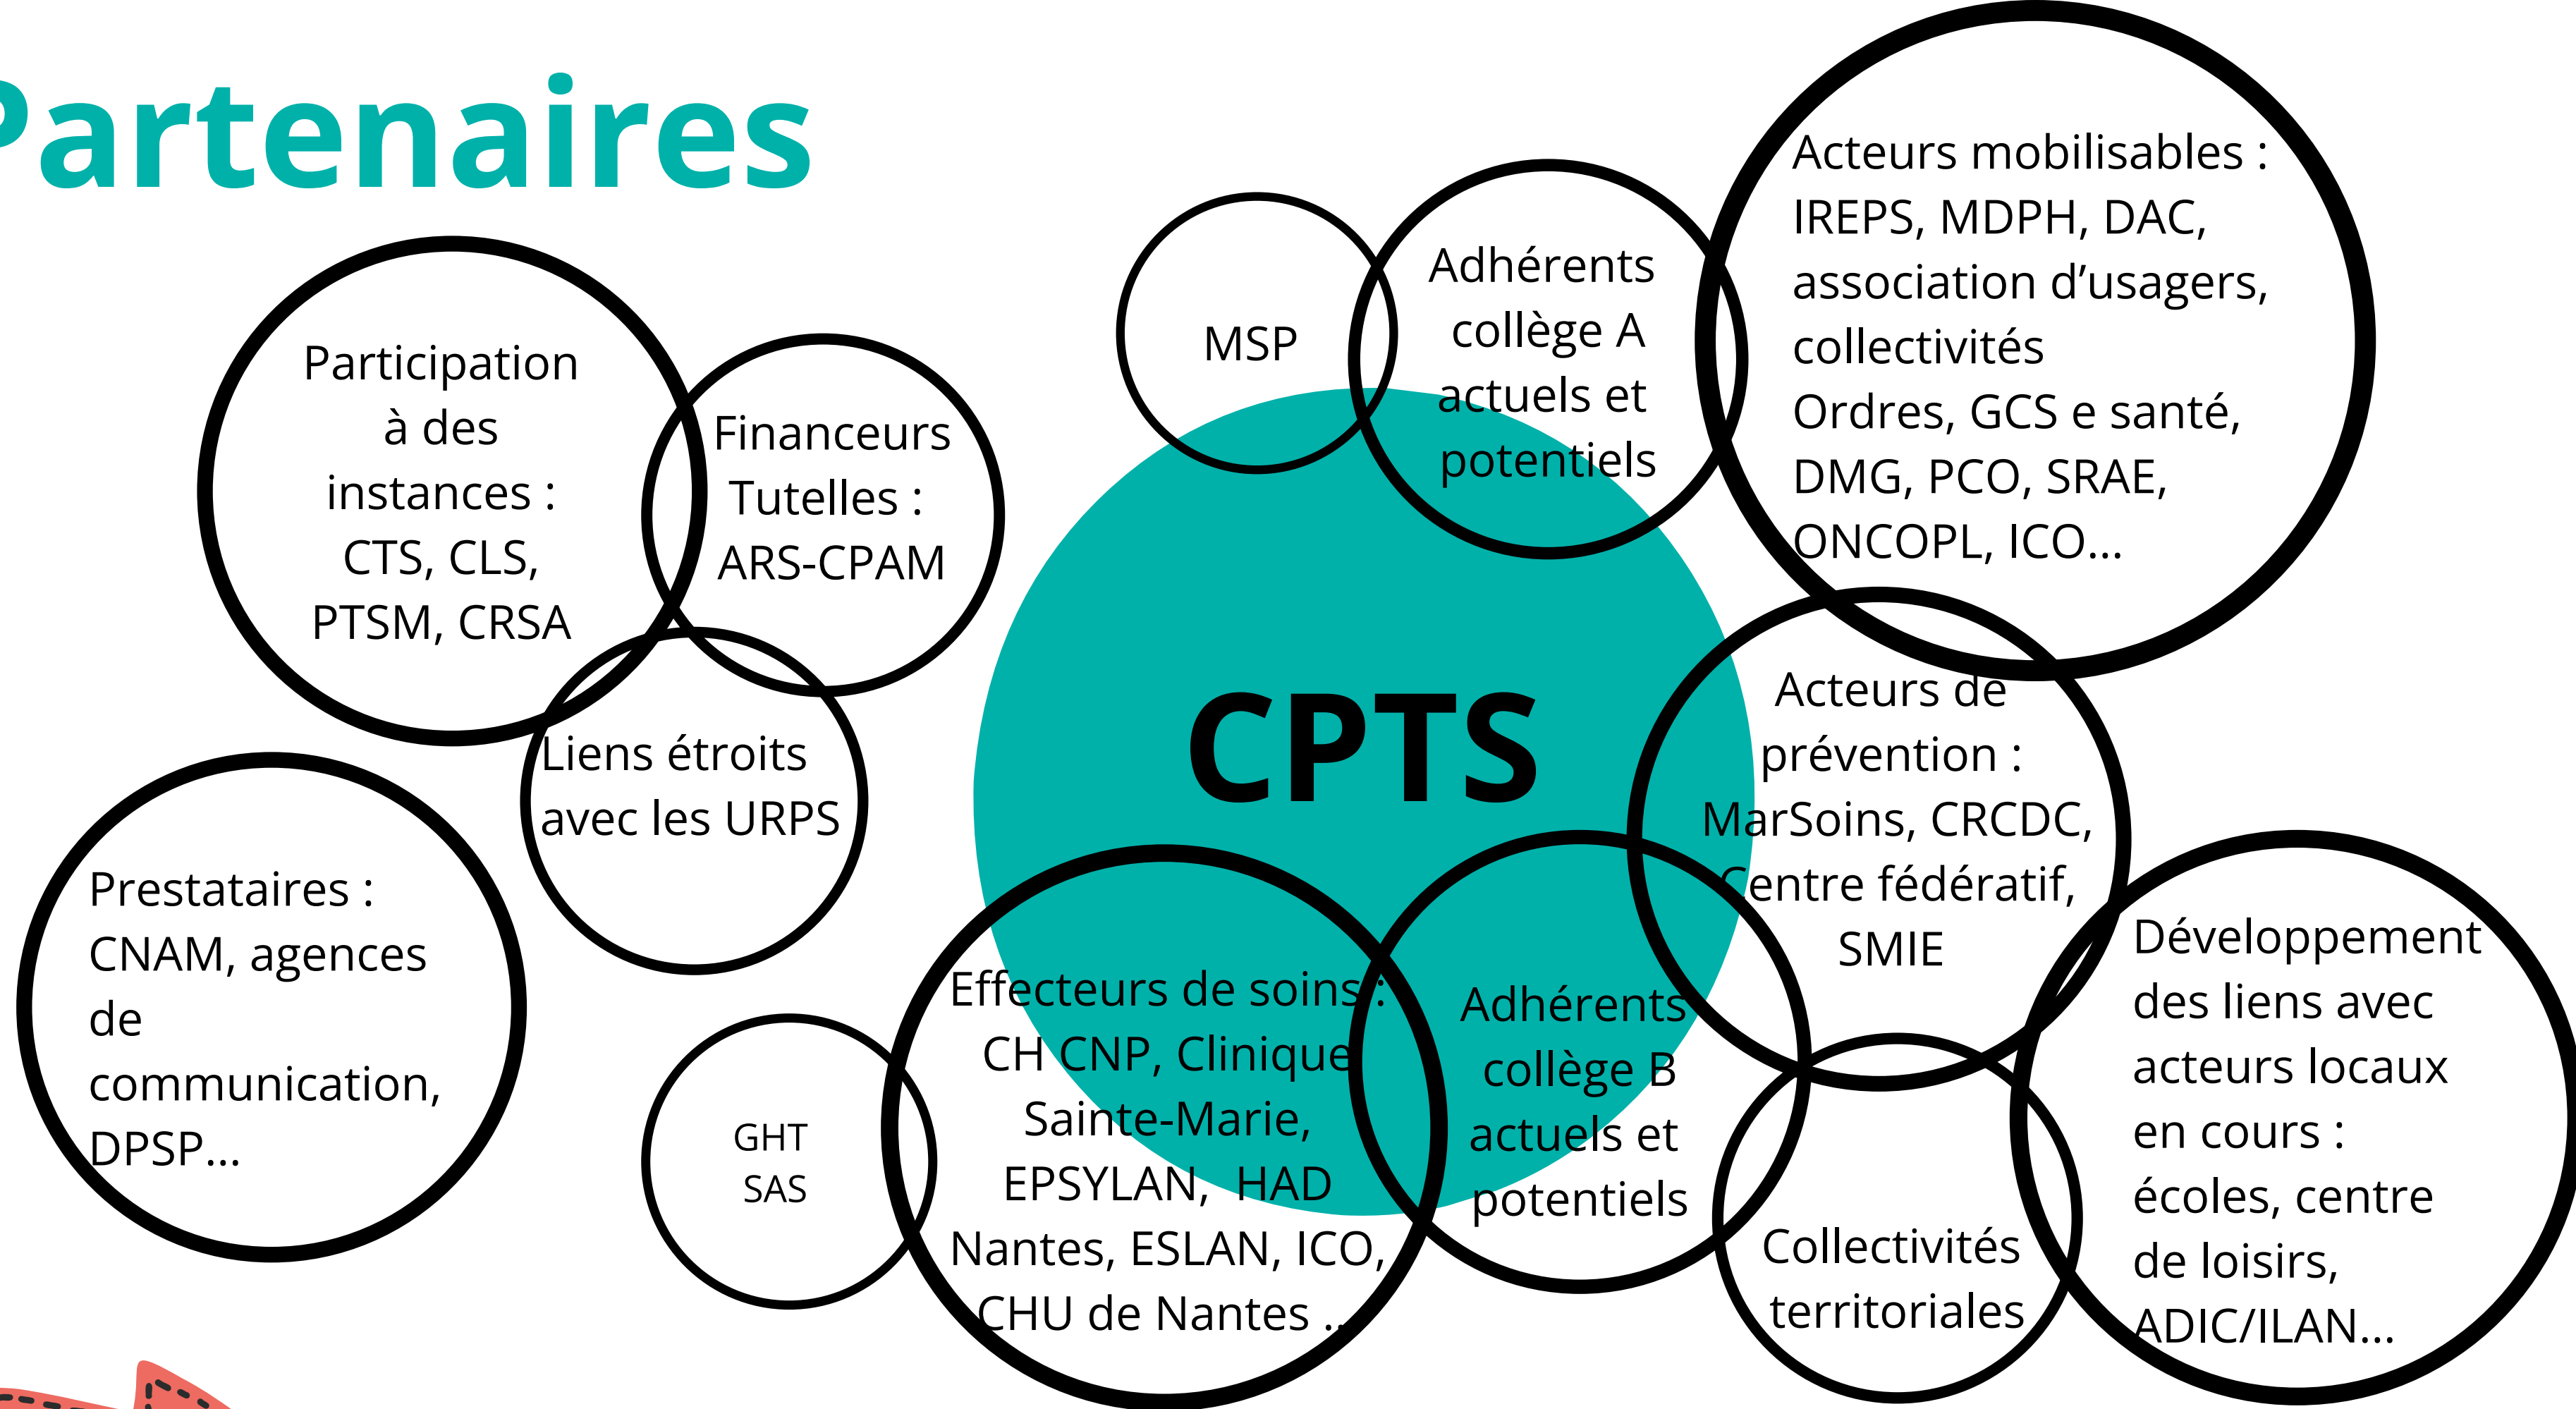 Partenaires
Participation
à des
instances :
CTS, CLS,
PTSM, CRSA
Financeurs
Tutelles :
ARS-CPAM
Liens étroits
avec les URPS
Prestataires :
CNAM, agences
de
communication,
DPSP...
GHT
SAS
MSP
Adhérents
collège A
actuels et
potentiels
Acteurs mobilisables :
IREPS, MDPH, DAC,
association d’usagers,
collectivités
Ordres, GCS e santé,
DMG, PCO, SRAE,
ONCOPL, ICO...
CPTS
Acteurs de
prévention :
MarSoins, CRCDC,
Centre fédératif,
SMIE
Effecteurs de soins :
CH CNP, Clinique
Sainte-Marie,
EPSYLAN, HAD
Nantes, ESLAN, ICO,
CHU de Nantes ...
Adhérents
collège B
actuels et
potentiels
Collectivités
territoriales
Développement
des liens avec
acteurs locaux
en cours :
écoles, centre
de loisirs,
ADIC/ILAN...